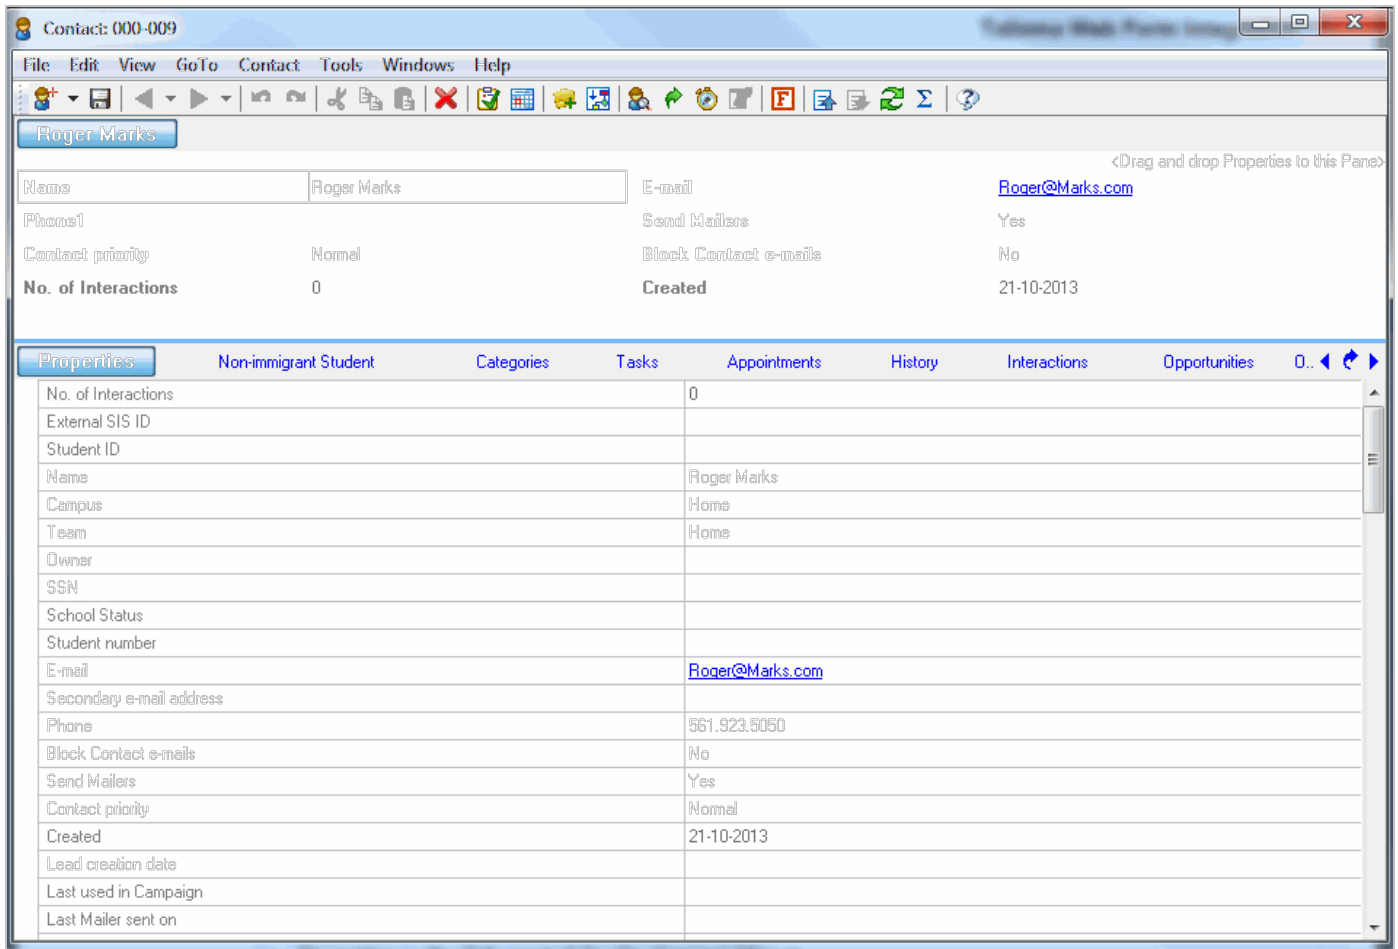 Contact: 000-009
File Edit View GoTo Contact Tools Windows Help
F Σ ?
Roger Marks
<Drag and drop Properties to this Pane>
Name Roger Marks E-mail Roger@Marks.com
Phone1 Send Mailers Yes
Contact priority Normal Block Contact e-mails No
No. of Interactions 0 Created 21-10-2013
Properties Non-immigrant Student Categories Tasks Appointments History Interactions Opportunities O..
No. of Interactions 0
External SIS ID
Student ID
Name Roger Marks
Campus Home
Team Home
Owner
SSN
School Status
Student number
E-mail Roger@Marks.com
Secondary e-mail address
Phone 561.923.5050
Block Contact e-mails No
Send Mailers Yes
Contact priority Normal
Created 21-10-2013
Lead creation date
Last used in Campaign
Last Mailer sent on